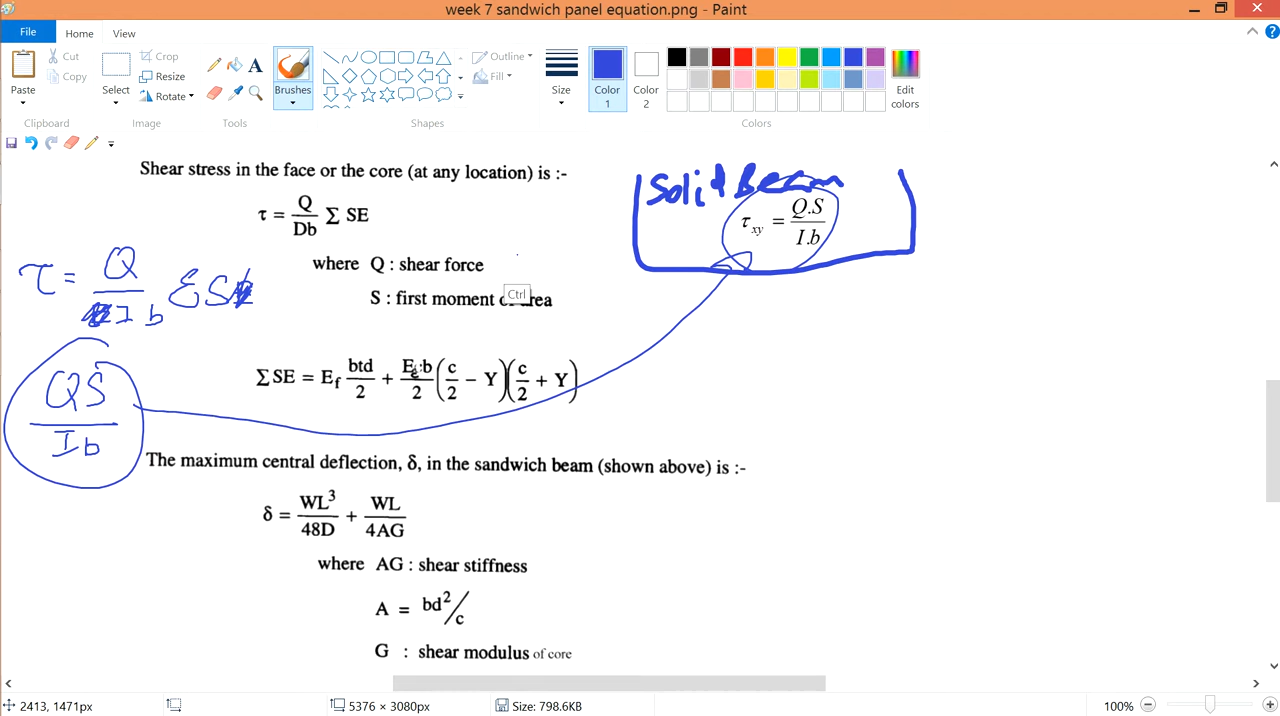 week 7 sandwich panel equation.png - Paint
File Home View
Paste
Cut
Copy
Clipboard
Select
Crop
Resize
Rotate
Image
Tools
Brushes
Shapes
Outline
Fill
Size
Color 1
Color 2
Edit colors
Colors
Shear stress in the face or the core (at any location) is :-
τ = Q/Db Σ SE
where Q : shear force
S : first moment of area
Ctrl
Solid Beam
τxy = Q.S/I.b
τ = Q/I b Σ S
QS/I b
ΣSE = Ef btd/2 + Ec b/2 (c/2 - Y)(c/2 + Y)
The maximum central deflection, δ, in the sandwich beam (shown above) is :-
δ = WL³/48D + WL/4AG
where AG : shear stiffness
A = bd²/c
G : shear modulus of core
2413, 1471px
5376 × 3080px
Size: 798.6KB
100%